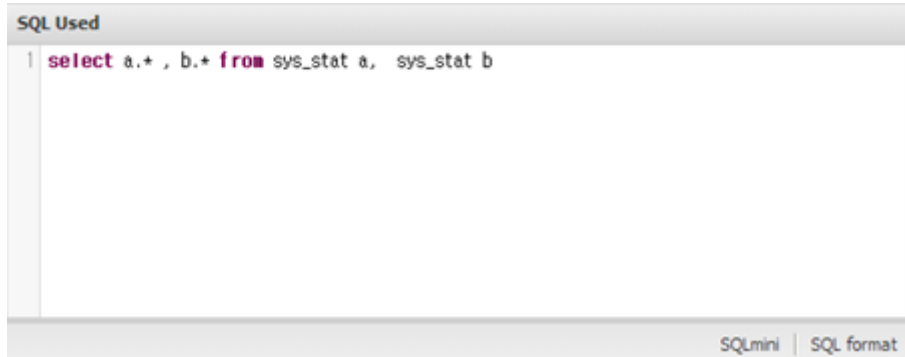 SQL Used
1 select a.* , b.* from sys_stat a,  sys_stat b
SQLmini | SQL format